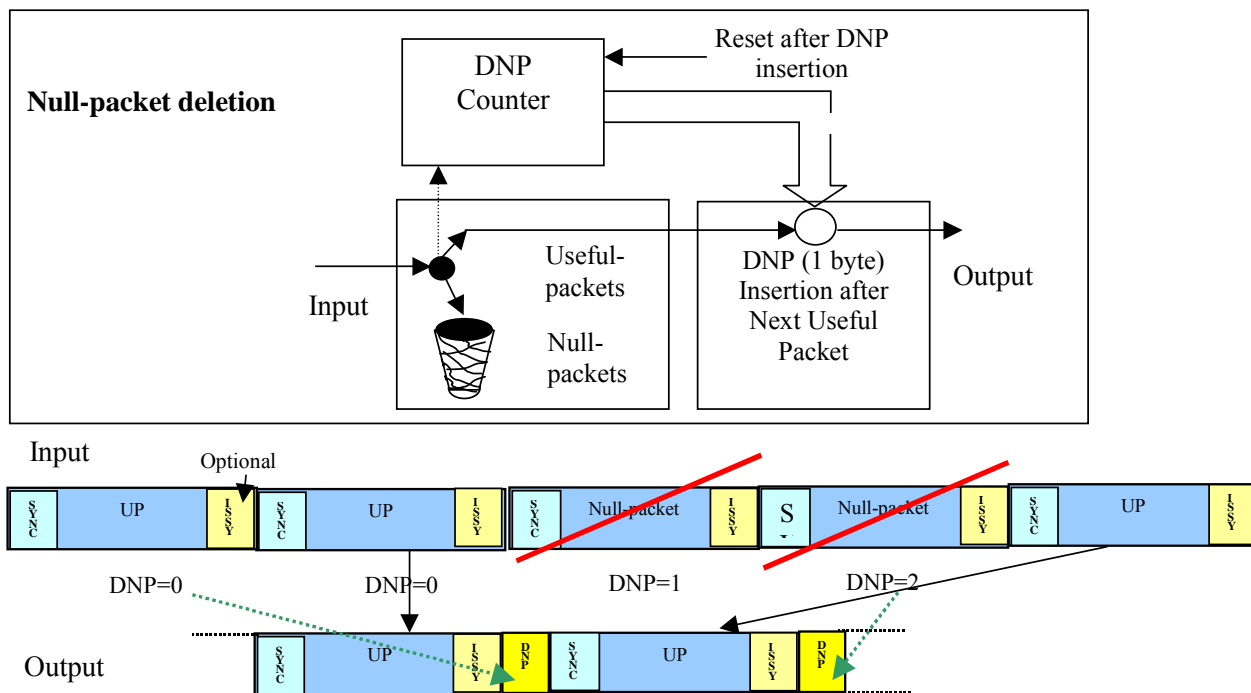 Null-packet deletion
DNP
Counter
Reset after DNP
insertion
Input
Useful-
packets
Null-
packets
DNP (1 byte)
Insertion after
Next Useful
Packet
Output
Input
Optional
SYNC UP ISSY SYNC UP ISSY SYNC Null-packet ISSY S Null-packet ISSY SYNC UP ISSY
DNP=0 DNP=0 DNP=1 DNP=2
Output
SYNC UP ISSY DNP SYNC UP ISSY DNP